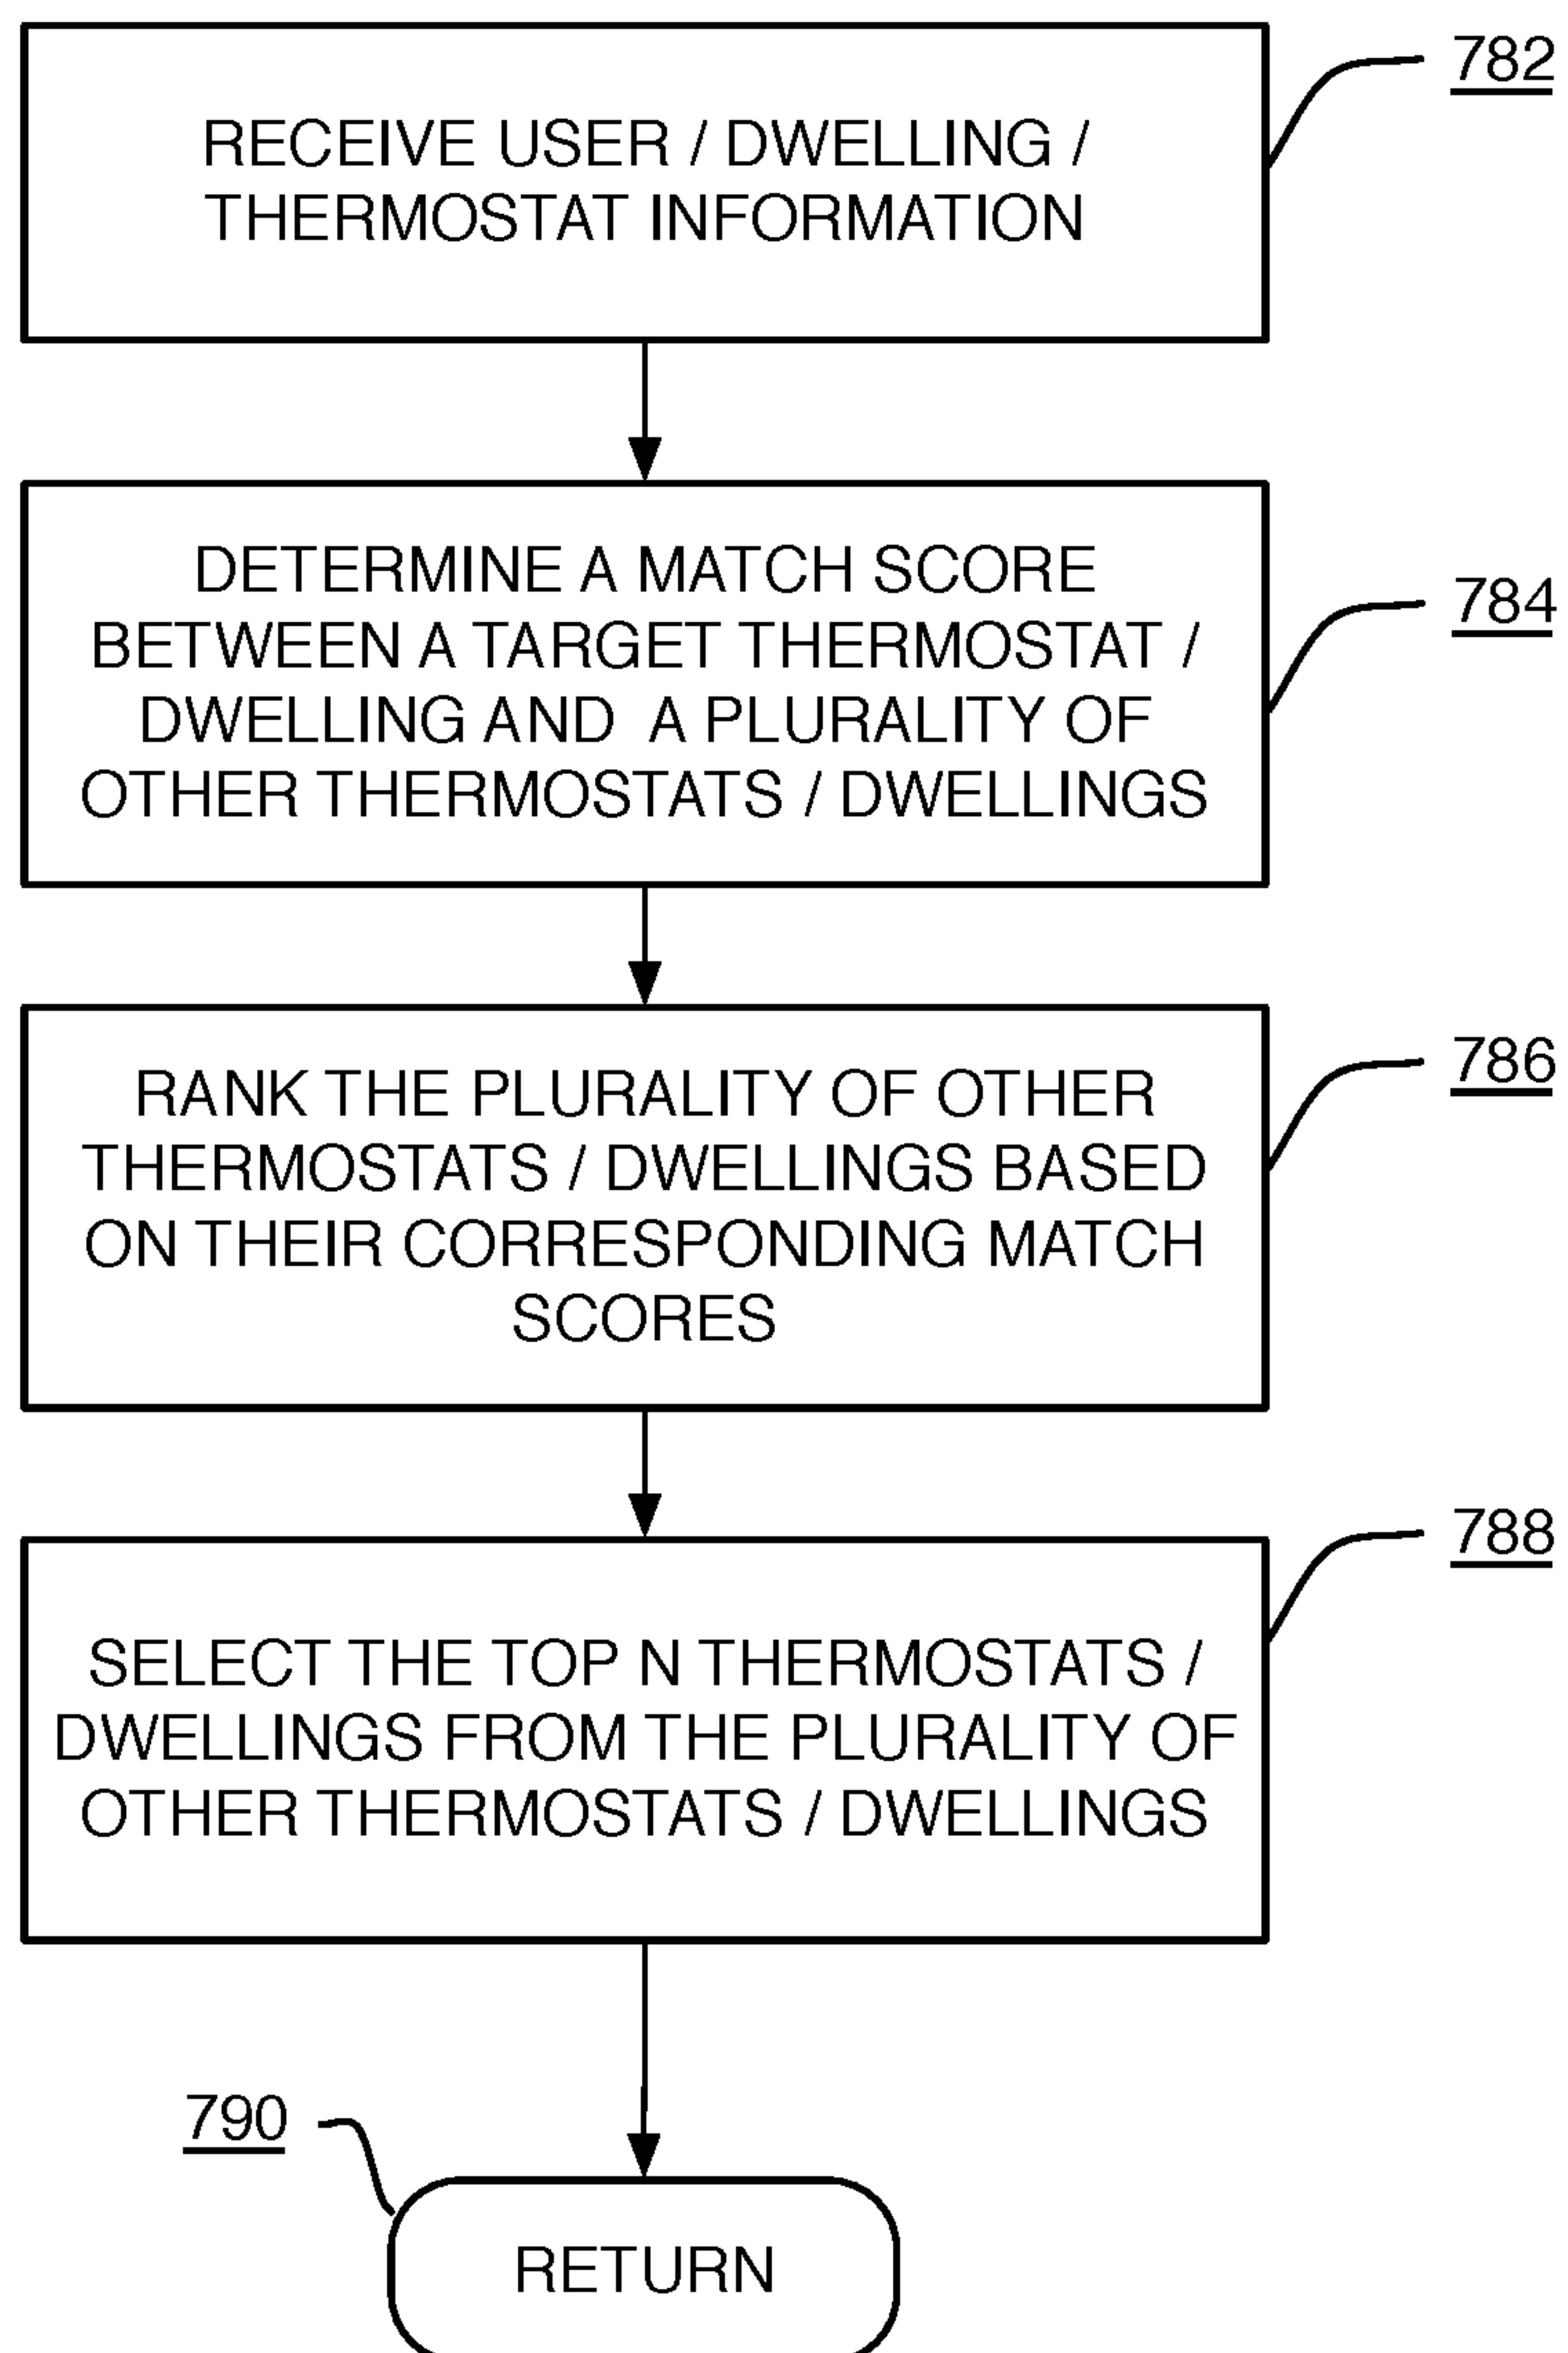 782
RECEIVE USER / DWELLING /
THERMOSTAT INFORMATION
784
DETERMINE A MATCH SCORE
BETWEEN A TARGET THERMOSTAT /
DWELLING AND A PLURALITY OF
OTHER THERMOSTATS / DWELLINGS
786
RANK THE PLURALITY OF OTHER
THERMOSTATS / DWELLINGS BASED
ON THEIR CORRESPONDING MATCH
SCORES
788
SELECT THE TOP N THERMOSTATS /
DWELLINGS FROM THE PLURALITY OF
OTHER THERMOSTATS / DWELLINGS
790
RETURN